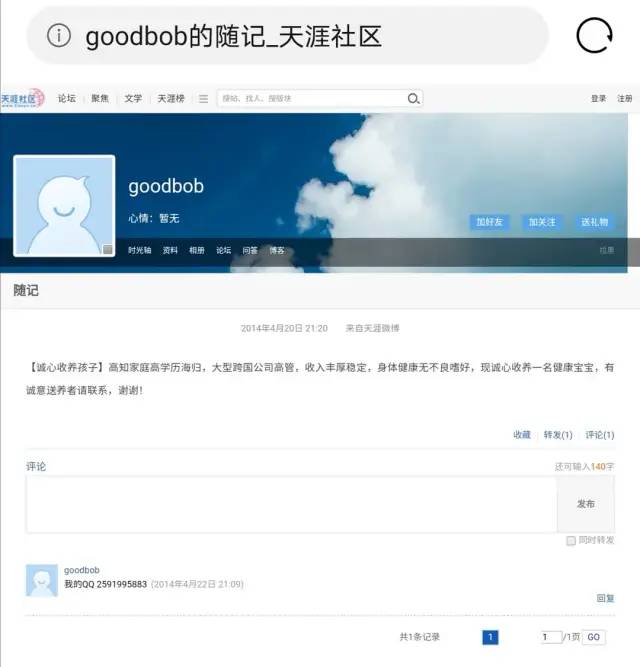 goodbob的随记_天涯社区
天涯社区 论坛 聚焦 文学 天涯榜 搜帖、找人、搜版块 登录 注册
goodbob
心情：暂无
加好友 加关注 送礼物
时光轴 资料 相册 论坛 问答 博客 拉黑
随记
2014年4月20日 21:20 来自天涯微博
【诚心收养孩子】高知家庭高学历海归，大型跨国公司高管，收入丰厚稳定，身体健康无不良嗜好，现诚心收养一名健康宝宝，有
诚意送养者请联系，谢谢！
收藏 转发(1) 评论(1)
评论 还可输入140字
发布
同时转发
goodbob
我的QQ 2591995883 (2014年4月22日 21:09)
回复
共1条记录 1 1 /1页 GO